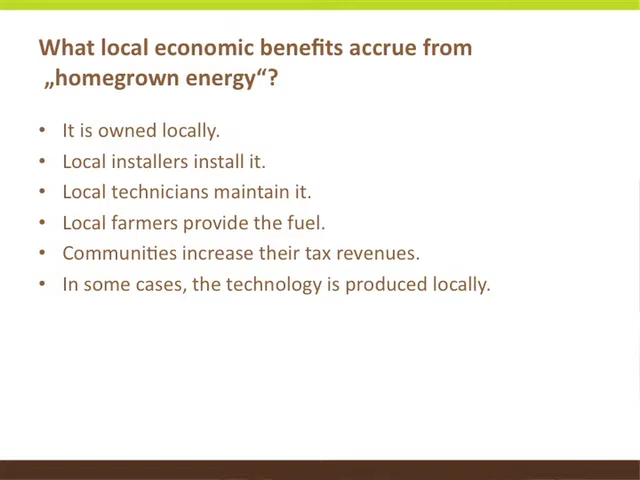 What local economic benefits accrue from
„homegrown energy“?
• It is owned locally.
• Local installers install it.
• Local technicians maintain it.
• Local farmers provide the fuel.
• Communities increase their tax revenues.
• In some cases, the technology is produced locally.